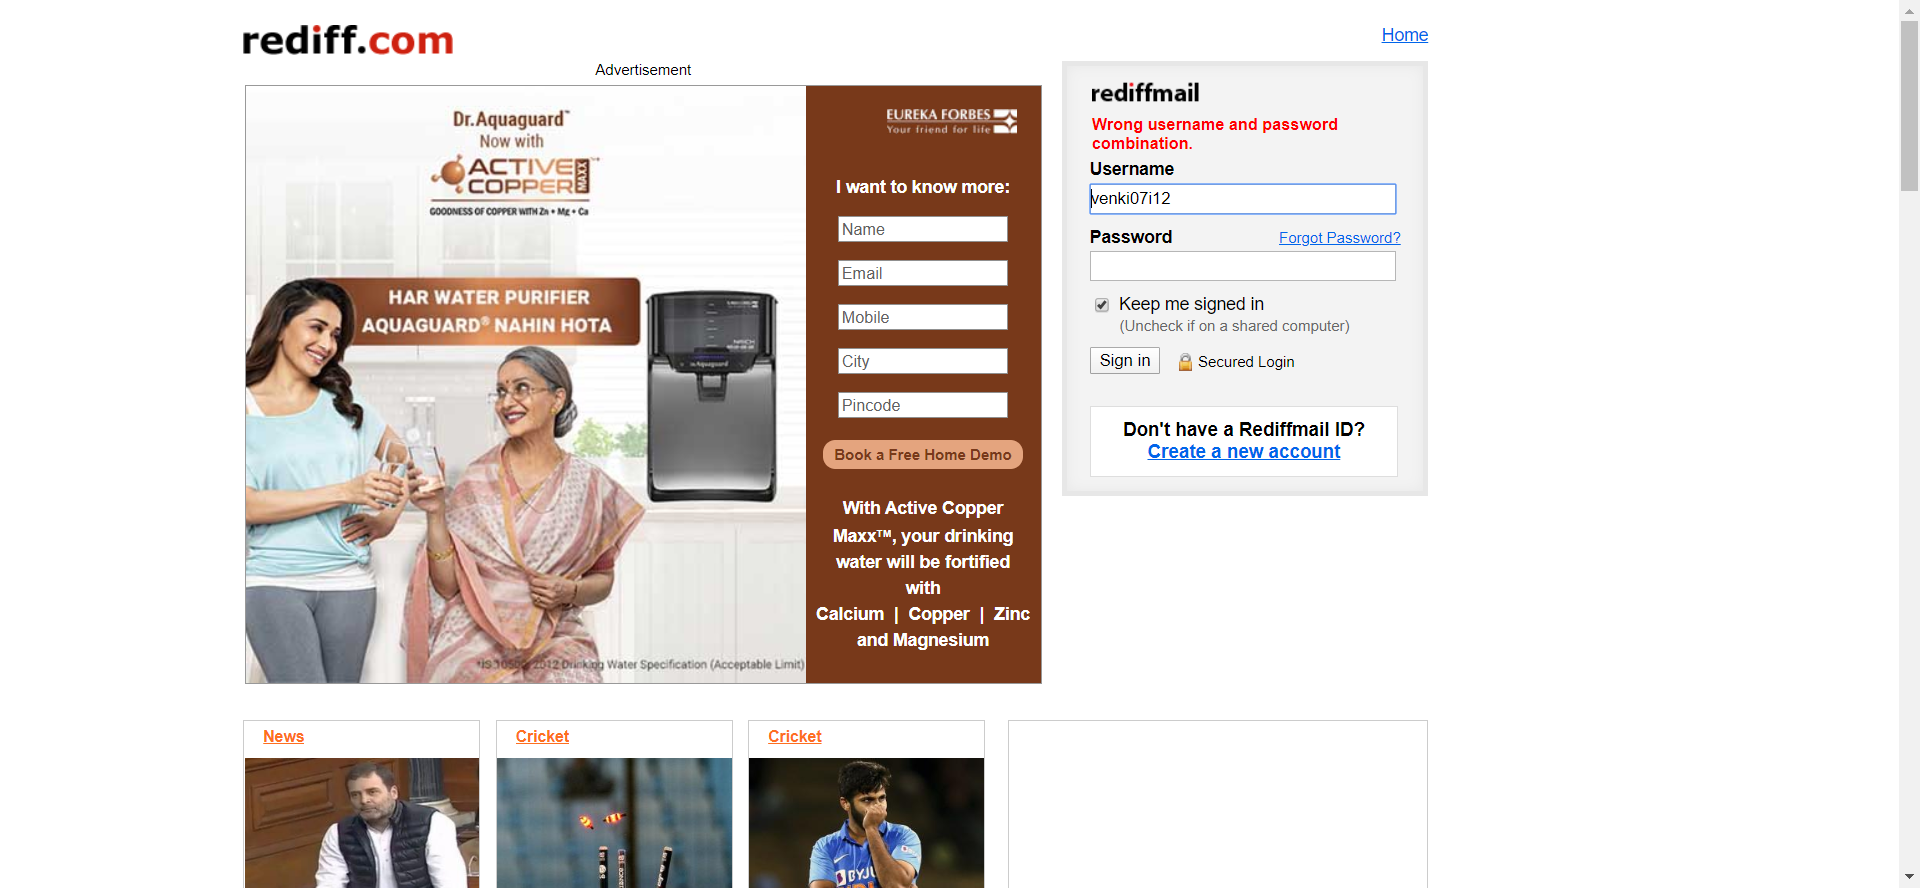 rediff.com
Home
Advertisement
Dr.Aquaguard™
Now with
ACTIVE
COPPER MAXX
GOODNESS OF COPPER WITH Zn + Mg + Ca
HAR WATER PURIFIER
AQUAGUARD® NAHIN HOTA
Aquaguard
*IS 10500: 2012 Drinking Water Specification (Acceptable Limit)
EUREKA FORBES
Your friend for life
I want to know more:
Name
Email
Mobile
City
Pincode
Book a Free Home Demo
With Active Copper
Maxx™, your drinking
water will be fortified
with
Calcium | Copper | Zinc
and Magnesium
rediffmail
Wrong username and password
combination.
Username
venki07i12
Password
Forgot Password?
Keep me signed in
(Uncheck if on a shared computer)
Sign in
Secured Login
Don't have a Rediffmail ID?
Create a new account
News
Cricket
Cricket
BYJU